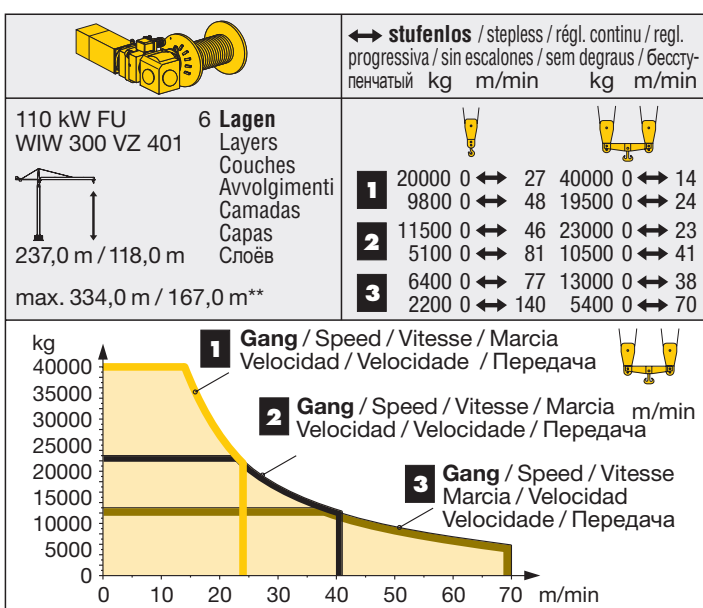 ↔ stufenlos / stepless / régl. continu / regl.
progressiva / sin escalones / sem degraus / бессту-
пенчатый kg m/min kg m/min
110 kW FU
WIW 300 VZ 401
237,0 m / 118,0 m
max. 334,0 m / 167,0 m**
6 Lagen
Layers
Couches
Avvolgimenti
Camadas
Capas
Слоëв
1 20000 0 ↔ 27 40000 0 ↔ 14
9800 0 ↔ 48 19500 0 ↔ 24
2 11500 0 ↔ 46 23000 0 ↔ 23
5100 0 ↔ 81 10500 0 ↔ 41
3 6400 0 ↔ 77 13000 0 ↔ 38
2200 0 ↔ 140 5400 0 ↔ 70
kg
40000
35000
30000
25000
20000
15000
10000
5000
0
1 Gang / Speed / Vitesse / Marcia
Velocidad / Velocidade / Передача
2 Gang / Speed / Vitesse / Marcia
Velocidad / Velocidade / Передача
m/min
3 Gang / Speed / Vitesse
Marcia / Velocidad
Velocidade / Передача
0 10 20 30 40 50 60 70 m/min